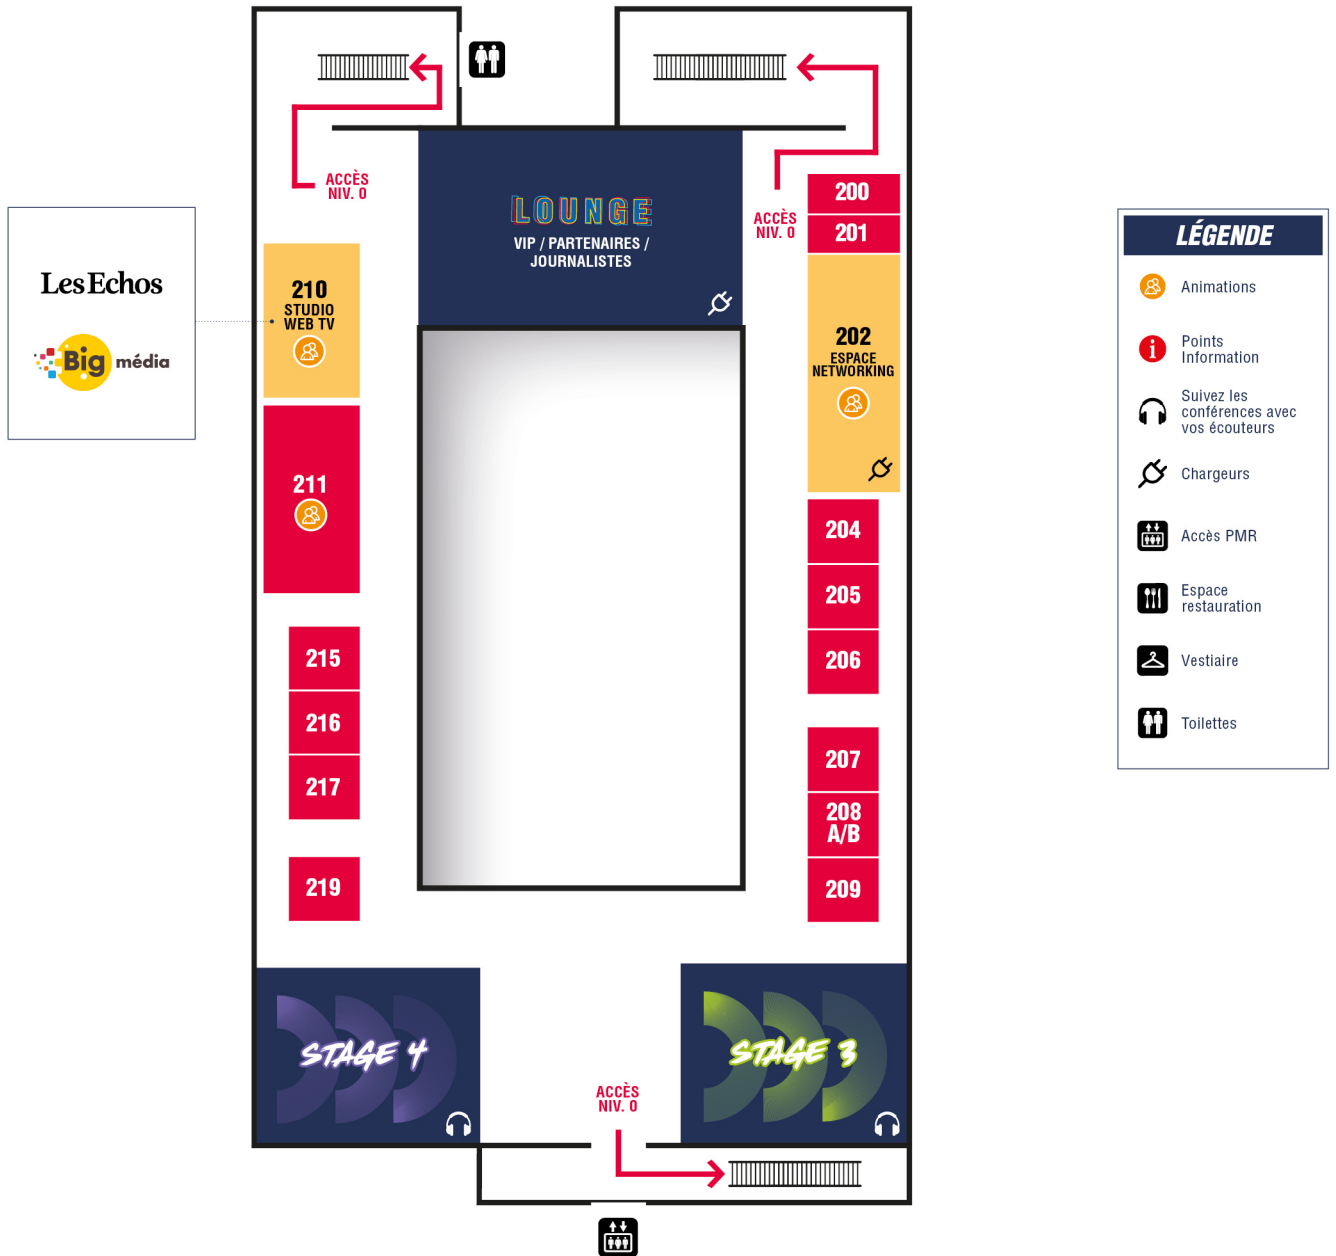 ACCÈS
NIV. 0
LOUNGE
VIP / PARTENAIRES /
JOURNALISTES
ACCÈS
NIV. 0
200
201
Les Echos
Big média
210
STUDIO
WEB TV
202
ESPACE
NETWORKING
211
204
205
206
215
216
217
207
208
A/B
209
219
STAGE 4
STAGE 3
ACCÈS
NIV. 0
LÉGENDE
Animations
Points
Information
Suivez les
conférences avec
vos écouteurs
Chargeurs
Accès PMR
Espace
restauration
Vestiaire
Toilettes